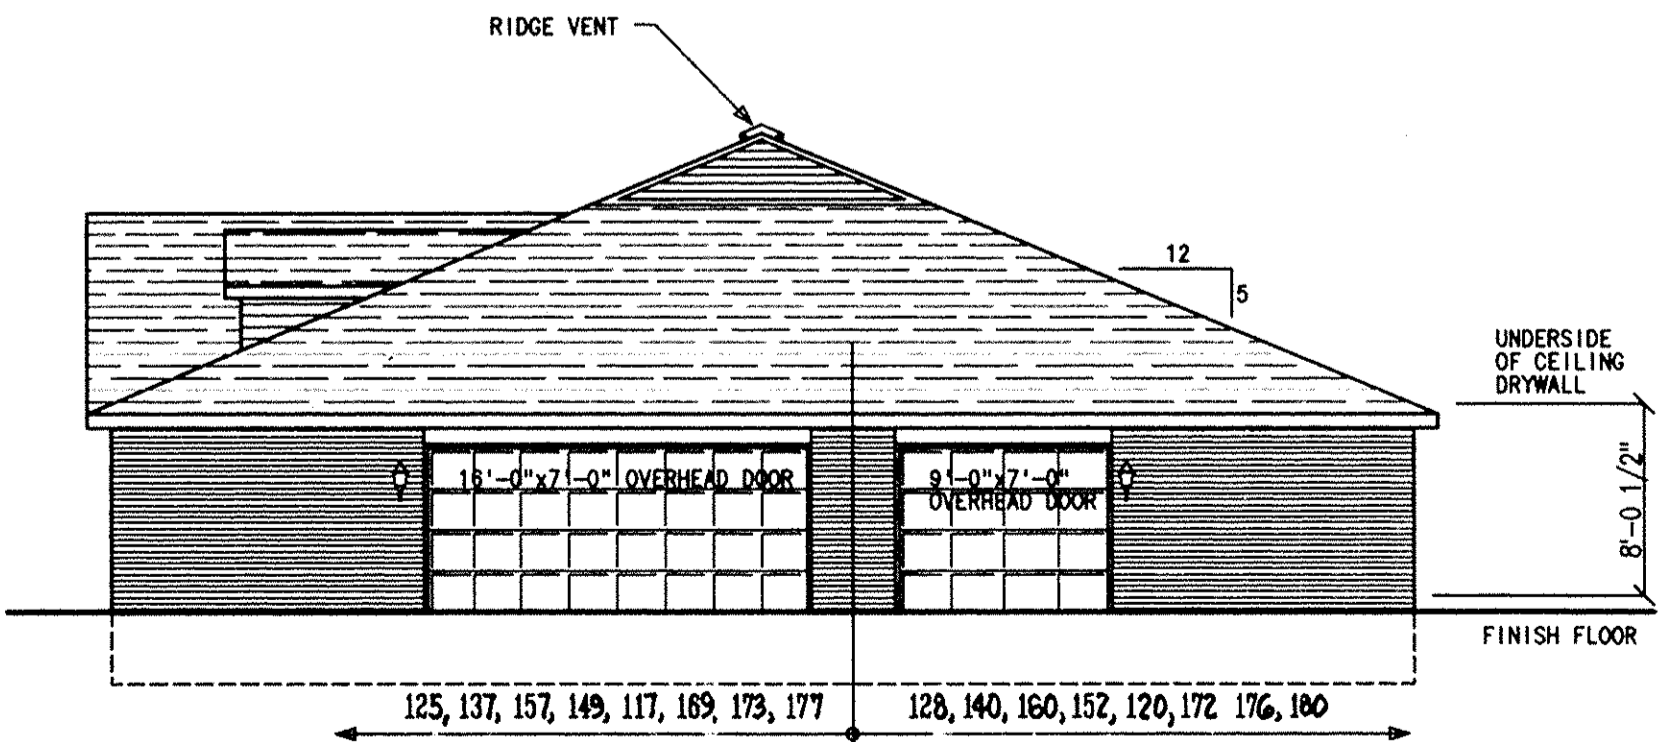 RIDGE VENT
12
5
UNDERSIDE
OF CEILING
DRYWALL
16'-0"x7'-0" OVERHEAD DOOR
9'-0"x7'-0"
OVERHEAD DOOR
8'-0 1/2"
FINISH FLOOR
125, 137, 157, 149, 117, 169, 173, 177
128, 140, 160, 152, 120, 172 176, 180